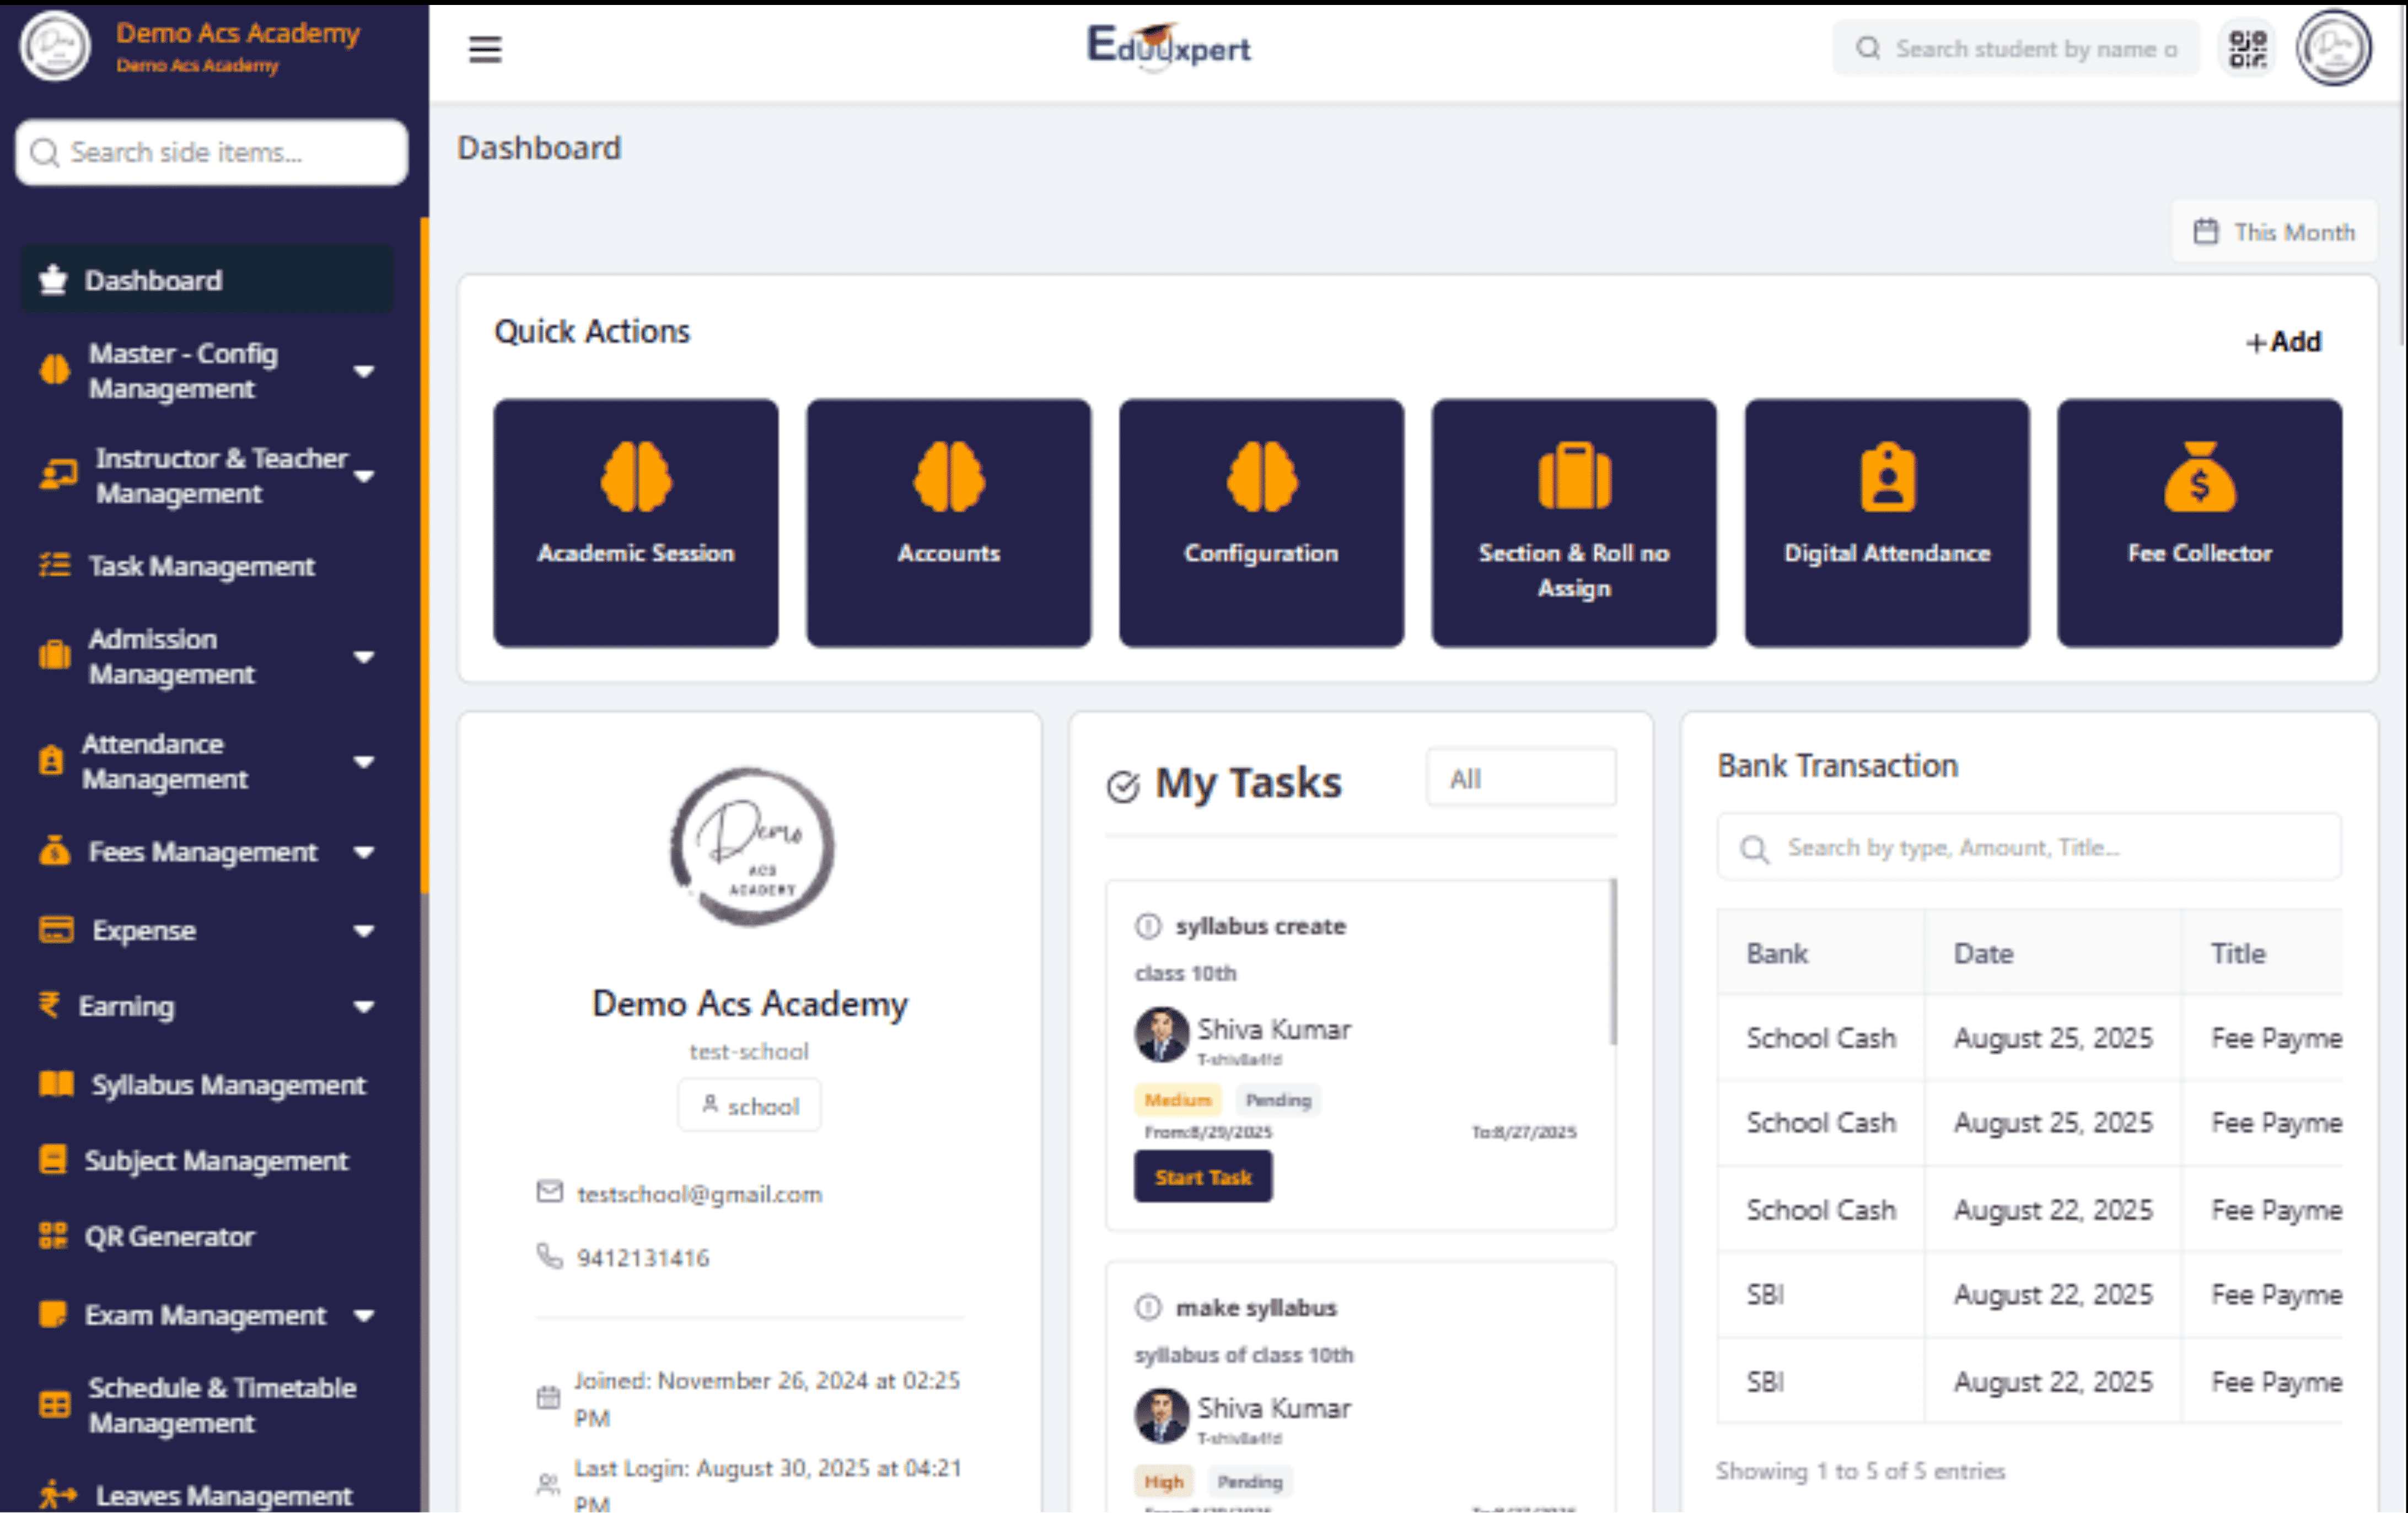 Demo Acs Academy
Demo Acs Academy
Search side items...
Dashboard
Master - Config
Management
Instructor & Teacher
Management
Task Management
Admission
Management
Attendance
Management
Fees Management
Expense
Earning
Syllabus Management
Subject Management
QR Generator
Exam Management
Schedule & Timetable
Management
Leaves Management
EduUxpert
Search student by name o
Dashboard
This Month
Quick Actions
+Add
Academic Session
Accounts
Configuration
Section & Roll no
Assign
Digital Attendance
Fee Collector
Demo
ACS
ACADEMY
Demo Acs Academy
test-school
school
testschool@gmail.com
9412131416
Joined: November 26, 2024 at 02:25
PM
Last Login: August 30, 2025 at 04:21
PM
My Tasks
All
syllabus create
class 10th
Shiva Kumar
Medium Pending
From:8/29/2025 To:8/27/2025
Start Task
make syllabus
syllabus of class 10th
Shiva Kumar
High Pending
Bank Transaction
Search by type, Amount, Title...
Bank Date Title
School Cash August 25, 2025 Fee Payme
School Cash August 25, 2025 Fee Payme
School Cash August 22, 2025 Fee Payme
SBI August 22, 2025 Fee Payme
SBI August 22, 2025 Fee Payme
Showing 1 to 5 of 5 entries